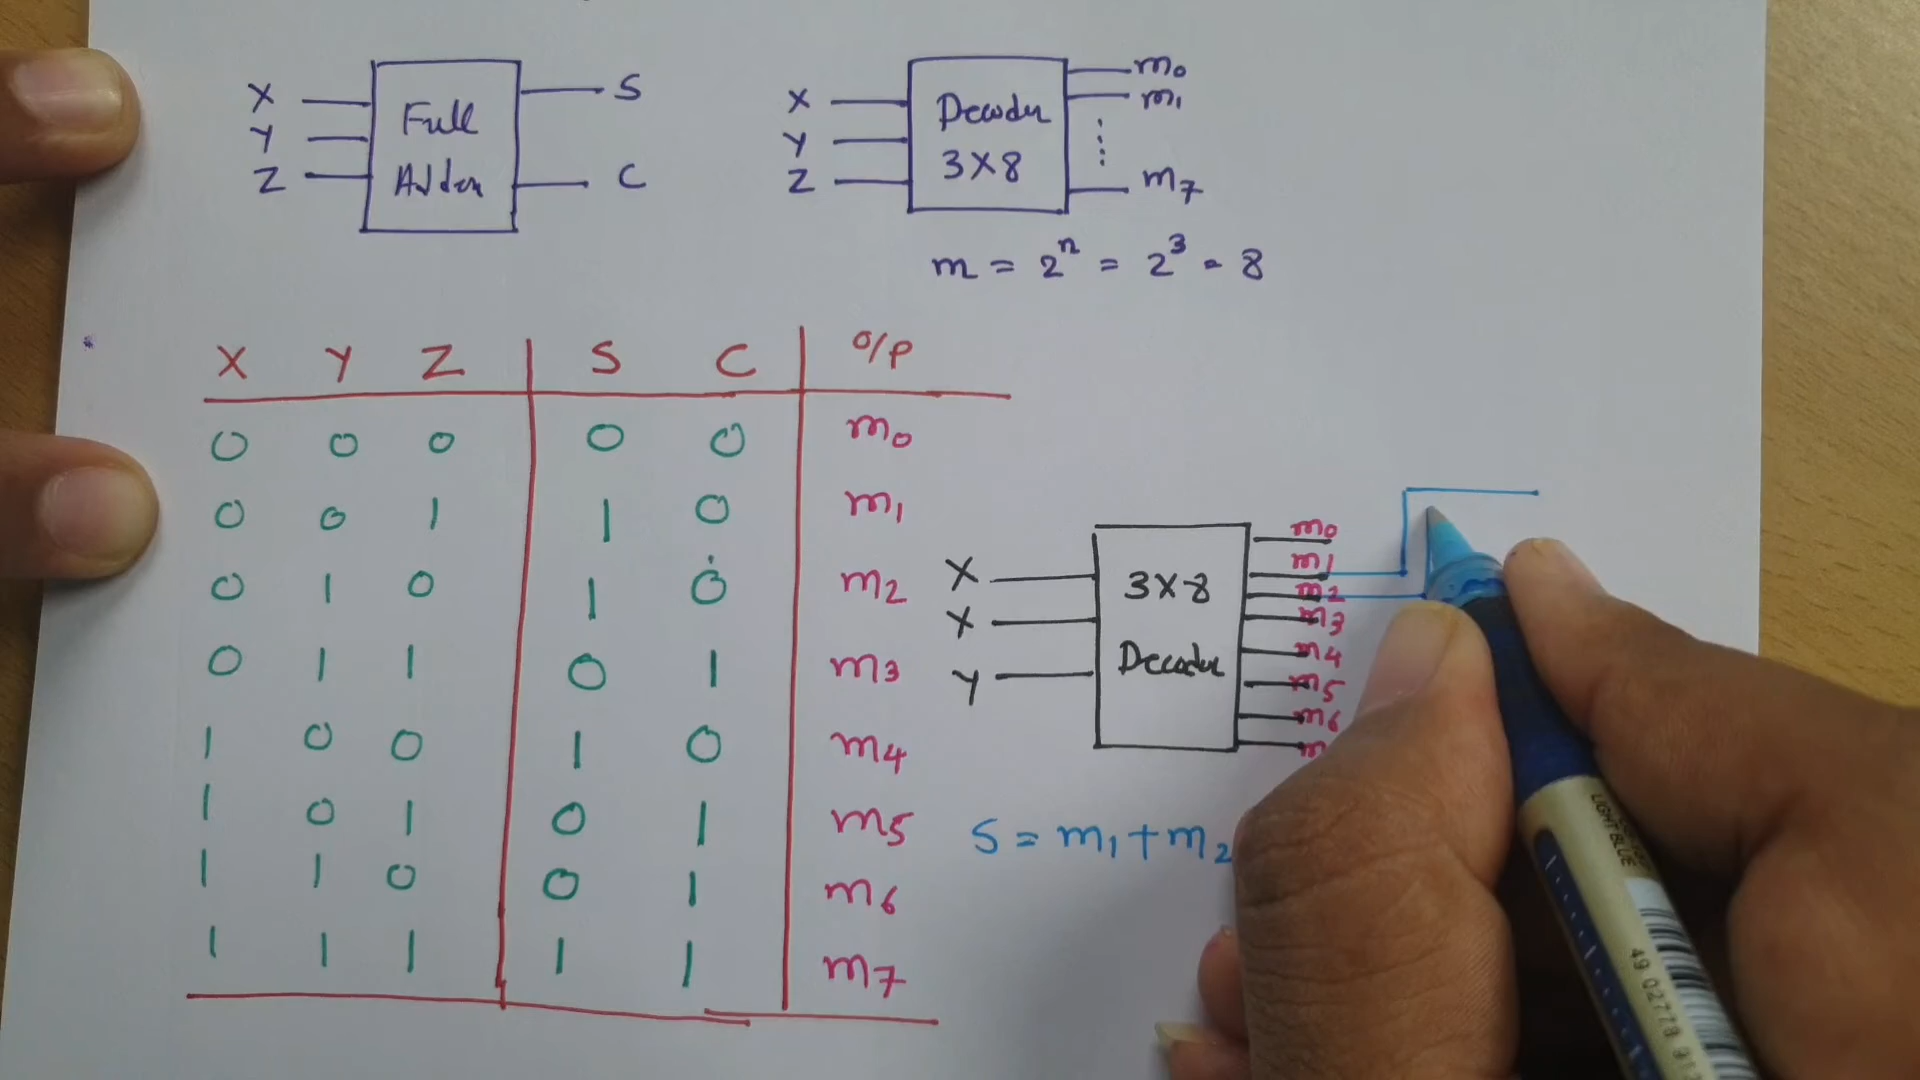 X
Y
Z
Full
Adder
S
C
X
Y
Z
Decoder
3X8
m0
m1
m7
m = 2^n = 2^3 = 8
X Y Z S C O/P
0 0 0 0 0 m0
0 0 1 1 0 m1
0 1 0 1 0 m2
0 1 1 0 1 m3
1 0 0 1 0 m4
1 0 1 0 1 m5
1 1 0 0 1 m6
1 1 1 1 1 m7
X
X
Y
3X8
Decoder
m0
m1
m2
m3
m4
m5
m6
m
S = m1 + m2
LIGHT BLUE